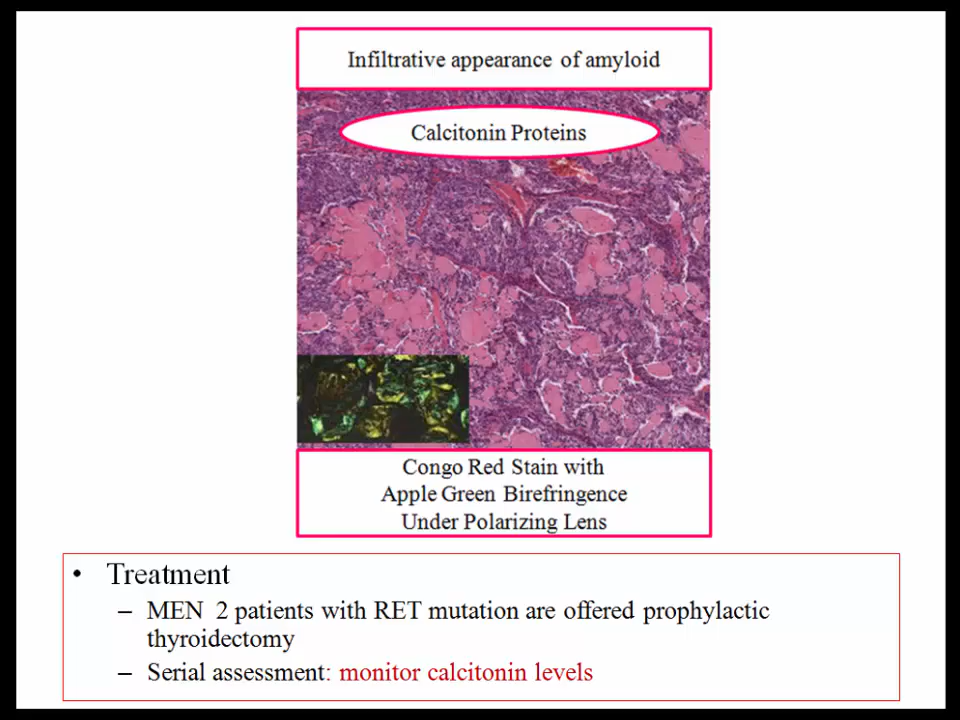 Infiltrative appearance of amyloid
Calcitonin Proteins
Congo Red Stain with
Apple Green Birefringence
Under Polarizing Lens
• Treatment
– MEN 2 patients with RET mutation are offered prophylactic
thyroidectomy
– Serial assessment: monitor calcitonin levels